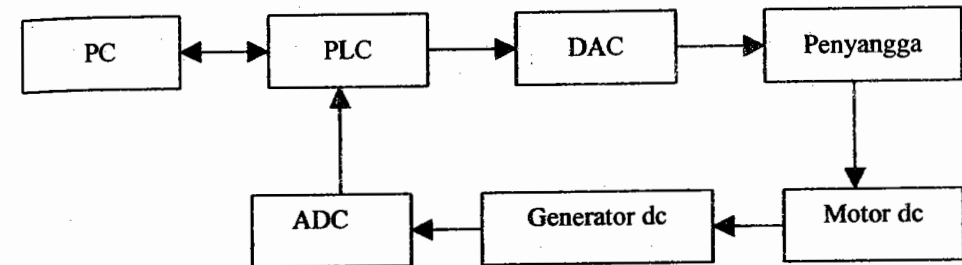 PC
PLC
DAC
Penyangga
ADC
Generator dc
Motor dc